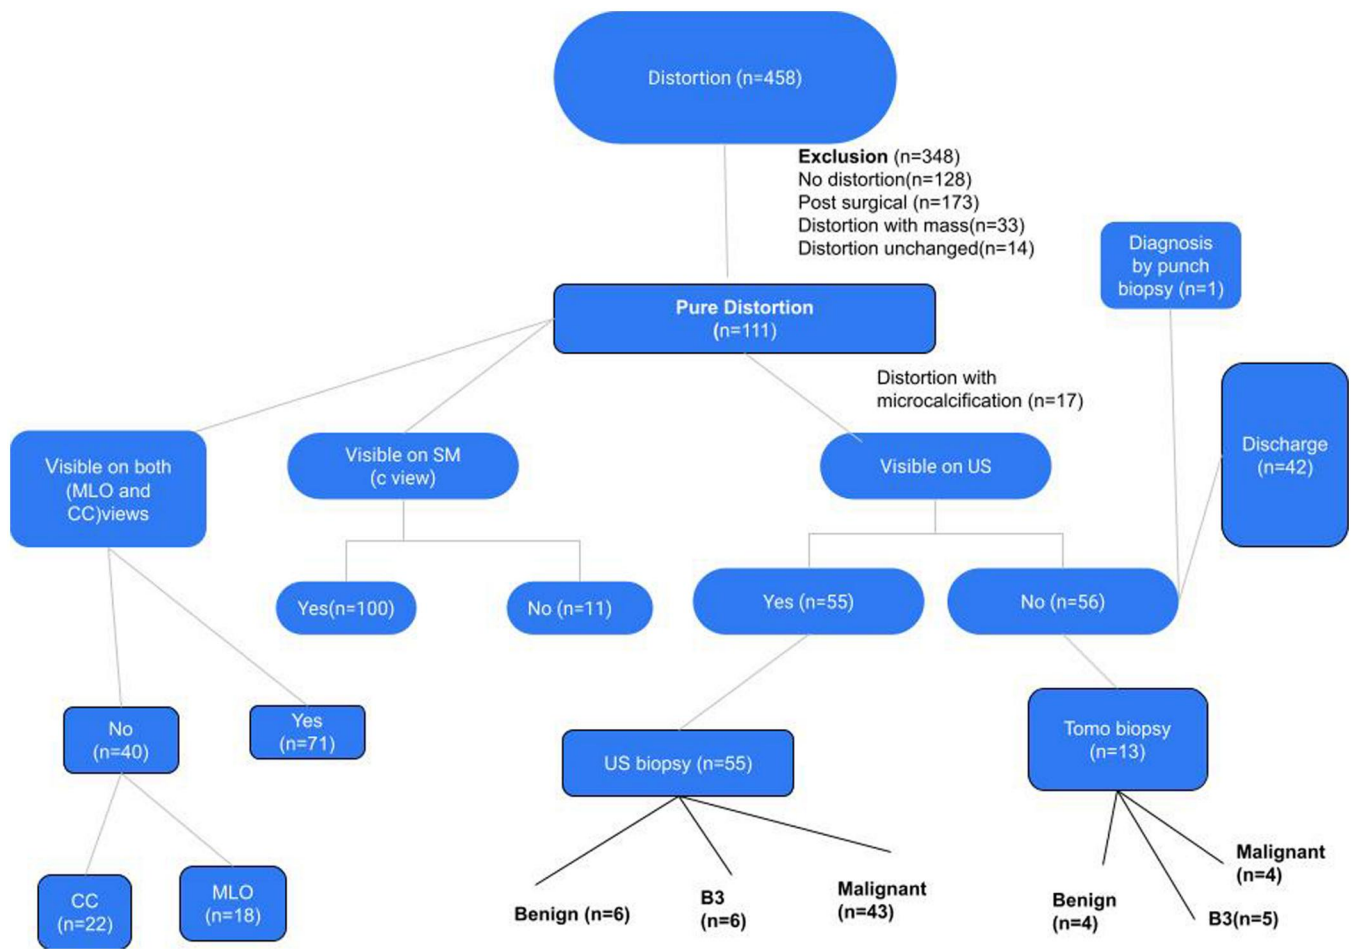 Distortion (n=458)
Exclusion (n=348)
No distortion(n=128)
Post surgical (n=173)
Distortion with mass(n=33)
Distortion unchanged(n=14)
Diagnosis
by punch
biopsy (n=1)
Pure Distortion
(n=111)
Distortion with
microcalcification (n=17)
Discharge
(n=42)
Visible on both
(MLO and
CC)views
Visible on SM
(c view)
Visible on US
Yes(n=100)
No (n=11)
Yes (n=55)
No (n=56)
No
(n=40)
Yes
(n=71)
US biopsy (n=55)
Tomo biopsy
(n=13)
CC
(n=22)
MLO
(n=18)
Benign (n=6)
B3
(n=6)
Malignant
(n=43)
Benign
(n=4)
B3(n=5)
Malignant
(n=4)